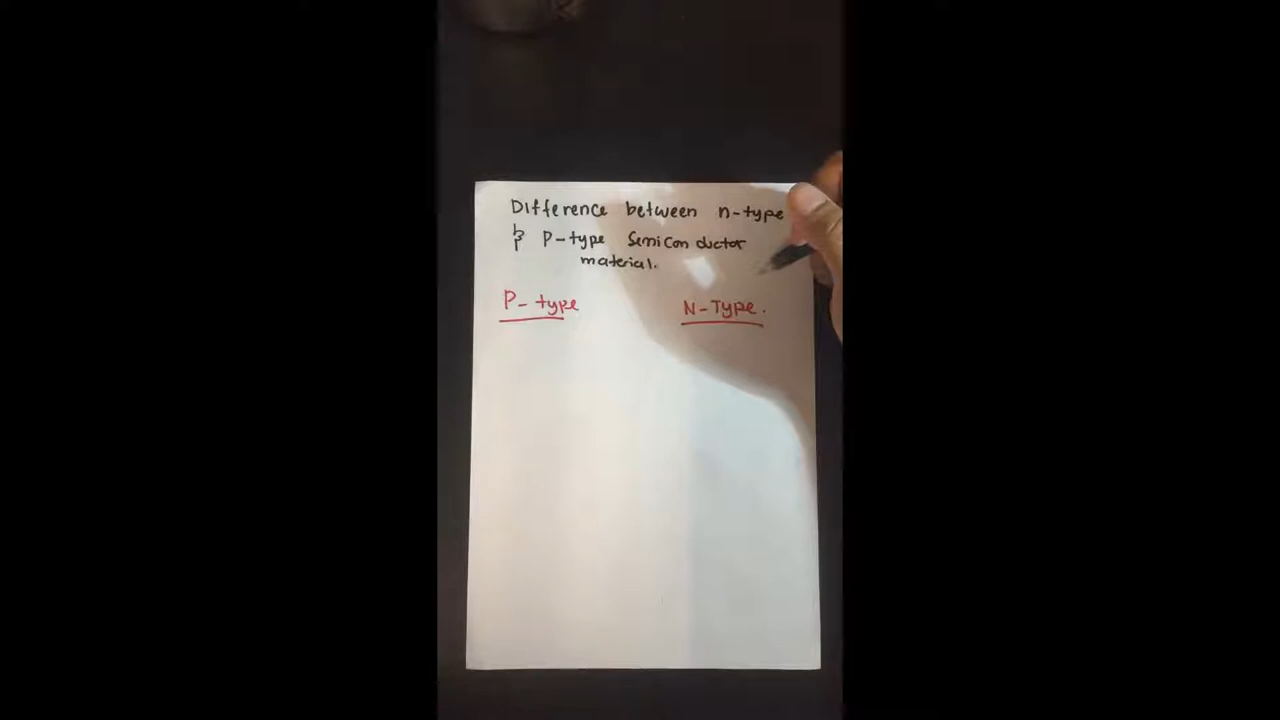 Difference between n-type
& P-type Semiconductor
material.
P-type
N-Type.